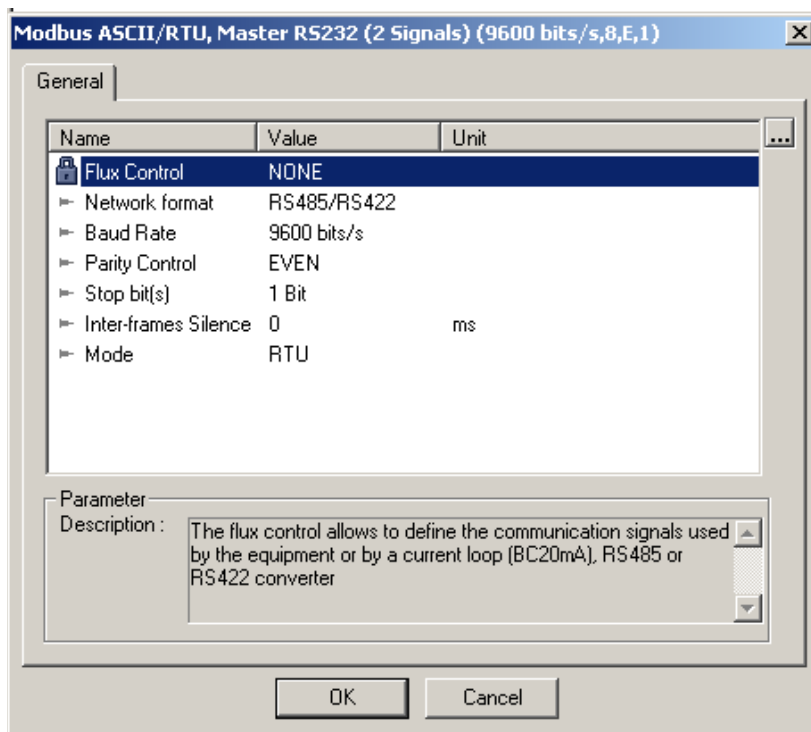 Modbus ASCII/RTU, Master RS232 (2 Signals) (9600 bits/s,8,E,1)
General
Name Value Unit
...
Flux Control NONE
Network format RS485/RS422
Baud Rate 9600 bits/s
Parity Control EVEN
Stop bit(s) 1 Bit
Inter-frames Silence 0 ms
Mode RTU
Parameter
Description :
The flux control allows to define the communication signals used
by the equipment or by a current loop (BC20mA), RS485 or
RS422 converter
OK Cancel